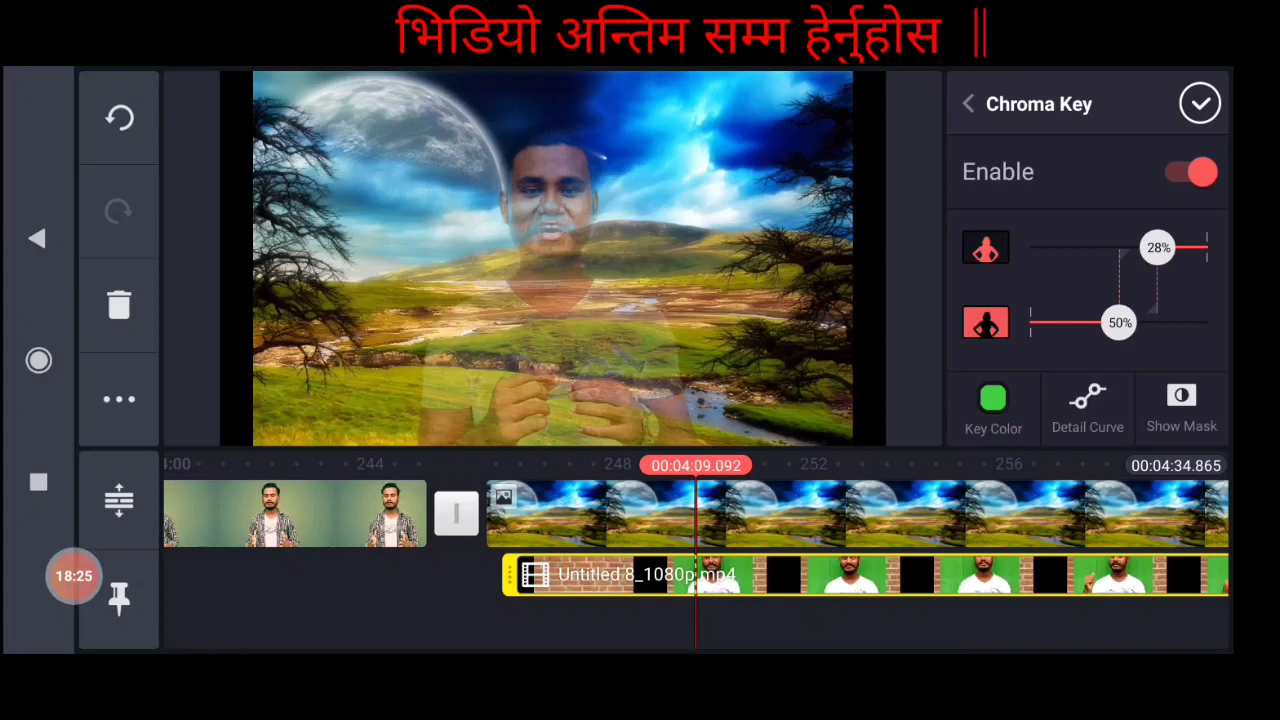 भिडियो अन्तिम सम्म हेर्नुहोस ॥
Chroma Key
Enable
28%
50%
Key Color
Detail Curve
Show Mask
4:00
244
248
00:04:09.092
252
256
00:04:34.865
Untitled 8_1080p.mp4
18:25